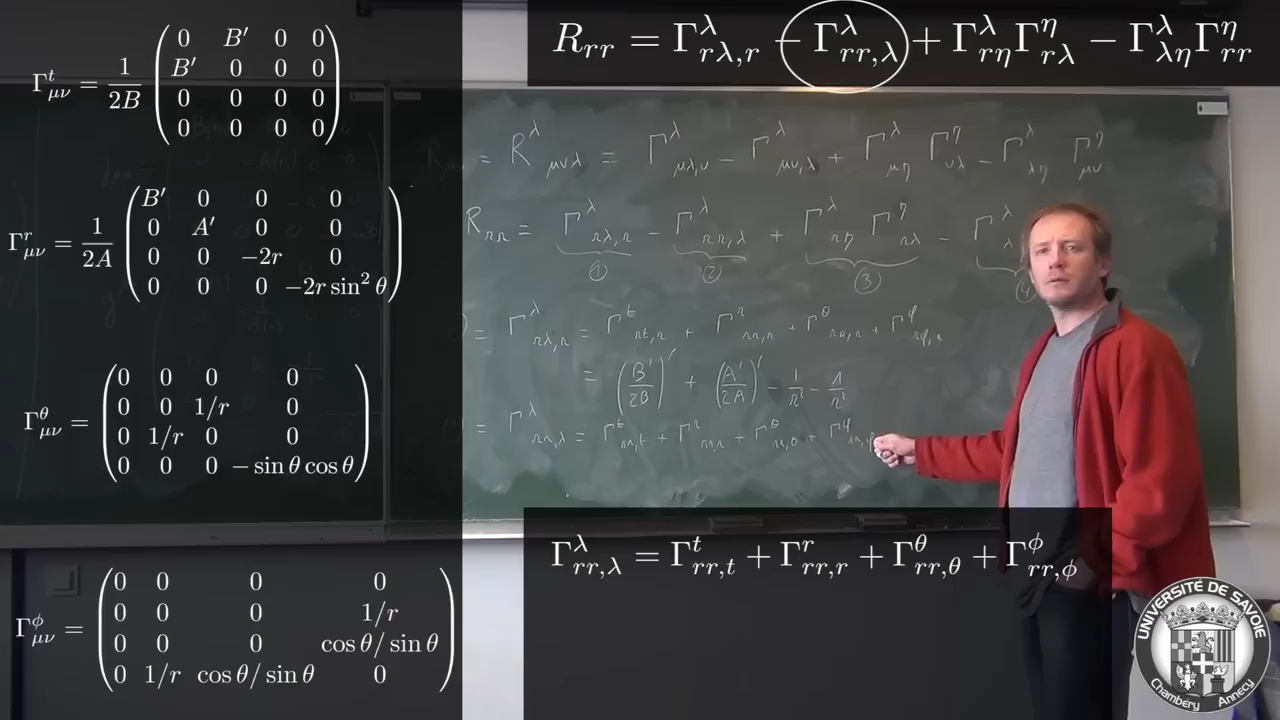 R_{rr} = Γ^λ_{rλ,r} − Γ^λ_{rr,λ} + Γ^λ_{rη} Γ^η_{rλ} − Γ^λ_{λη} Γ^η_{rr}
Γ^t_{μν} = 1/2B
0 B′ 0 0
B′ 0 0 0
0 0 0 0
0 0 0 0
Γ^r_{μν} = 1/2A
B′ 0 0 0
0 A′ 0 0
0 0 −2r 0
0 0 0 −2r sin² θ
Γ^θ_{μν} =
0 0 0 0
0 0 1/r 0
0 1/r 0 0
0 0 0 − sin θ cos θ
Γ^ϕ_{μν} =
0 0 0 0
0 0 0 1/r
0 0 0 cos θ/ sin θ
0 1/r cos θ/ sin θ 0
= R^λ_{μνλ} = Γ^λ_{μλ,ν} − Γ^λ_{μν,λ} + Γ^λ_{μη} Γ^η_{νλ} − Γ^λ_{λη} Γ^η_{μν}
R_{rr} = Γ^λ_{rλ,r} − Γ^λ_{rr,λ} + Γ^λ_{rη} Γ^η_{rλ} − Γ^λ
① ② ③ ④
= Γ^λ_{rλ,r} = Γ^t_{rt,r} + Γ^r_{rr,r} + Γ^θ_{rθ,r} + Γ^φ_{rφ,r}
= (B′/2B)′ + (A′/2A)′ − 1/r² − 1/r²
= Γ^λ_{rr,λ} = Γ^t_{rr,t} + Γ^r_{rr,r} + Γ^θ_{rr,θ} + Γ^φ_{rr,φ}
Γ^λ_{rr,λ} = Γ^t_{rr,t} + Γ^r_{rr,r} + Γ^θ_{rr,θ} + Γ^ϕ_{rr,ϕ}
UNIVERSITÉ DE SAVOIE
Chambéry Annecy